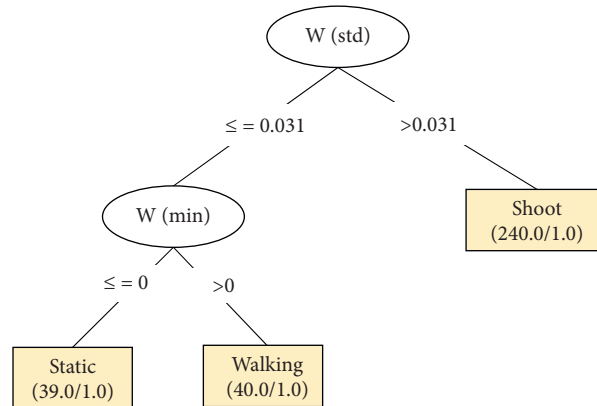 W (std)
≤ = 0.031
>0.031
W (min)
Shoot
(240.0/1.0)
≤ = 0
>0
Static
(39.0/1.0)
Walking
(40.0/1.0)